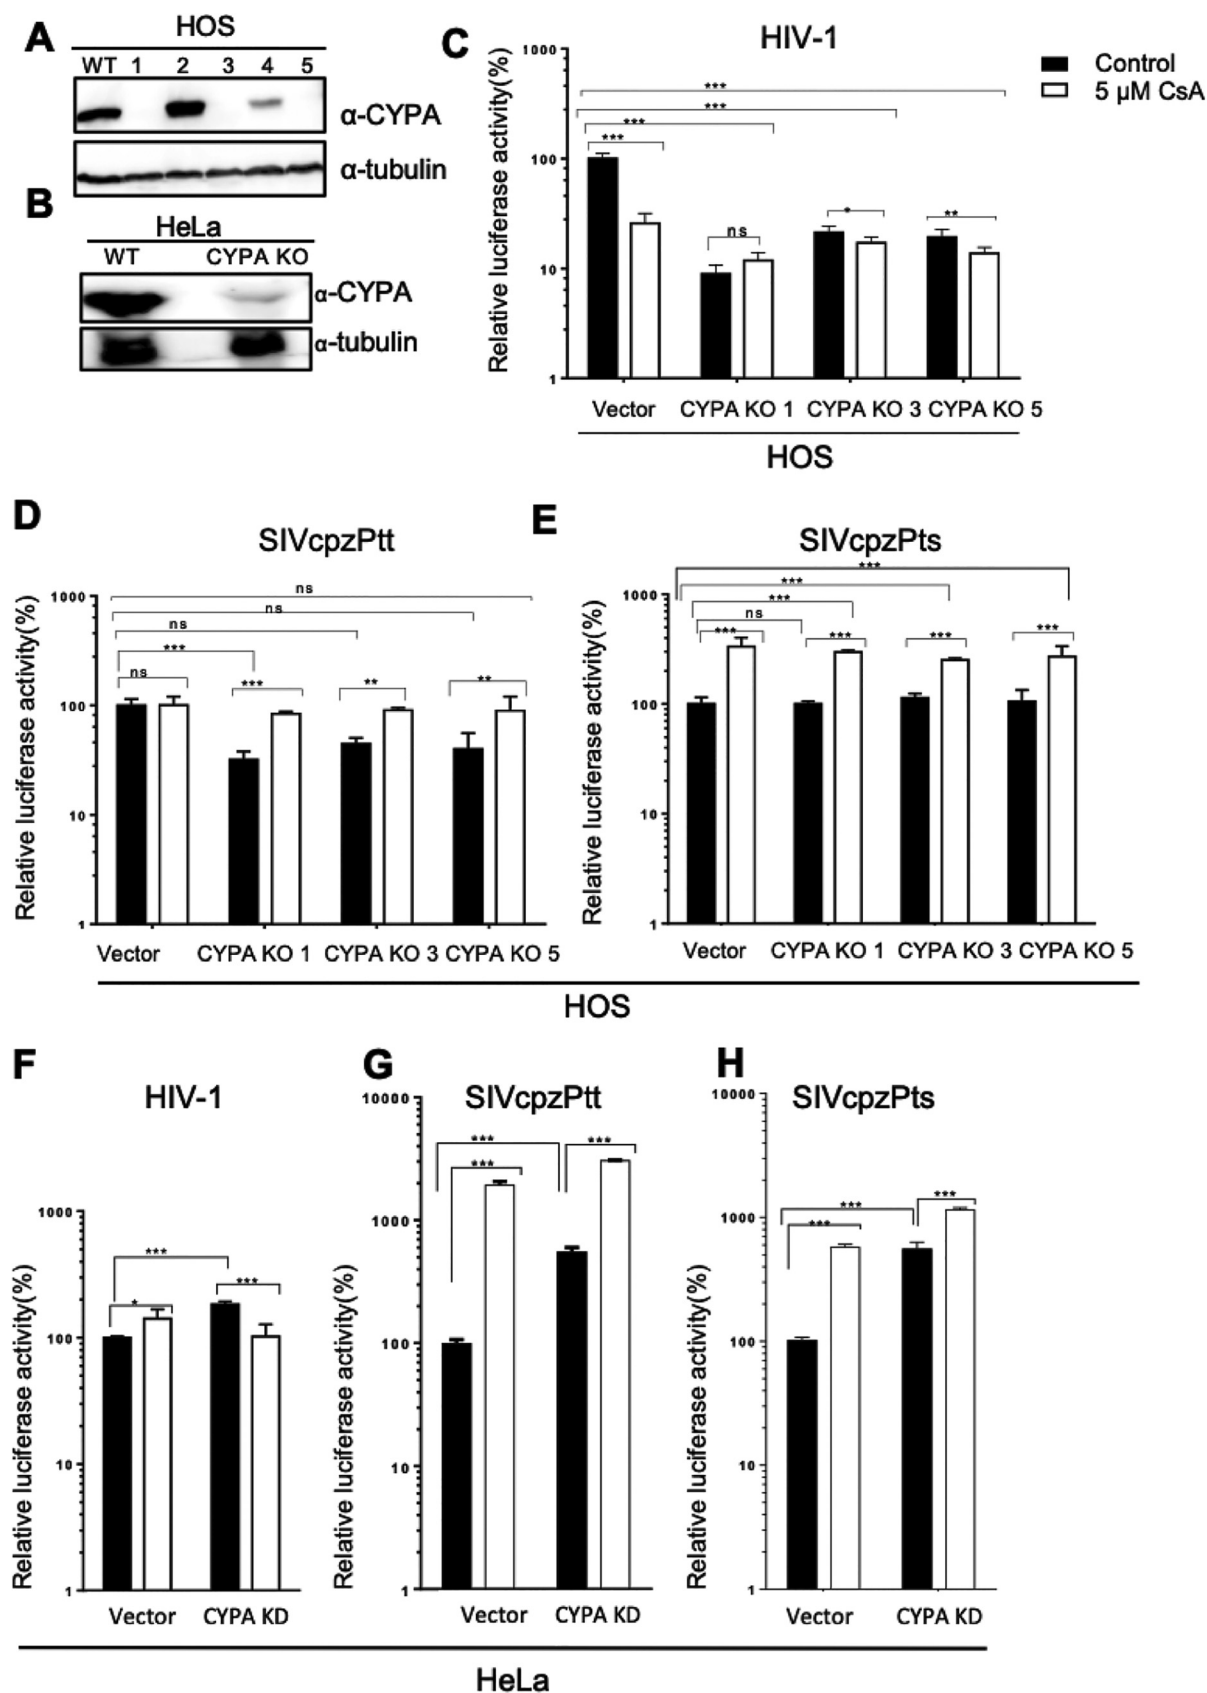 A
HOS
WT 1 2 3 4 5
α-CYPA
α-tubulin
B
HeLa
WT CYPA KO
α-CYPA
α-tubulin
C
HIV-1
Control
5 μM CsA
Relative luciferase activity(%)
1000
100
10
1
***
***
***
***
ns
*
**
Vector CYPA KO 1 CYPA KO 3 CYPA KO 5
HOS
D
SIVcpzPtt
Relative luciferase activity(%)
1000
100
10
1
ns
ns
ns
***
ns
***
**
**
Vector CYPA KO 1 CYPA KO 3 CYPA KO 5
E
SIVcpzPts
Relative luciferase activity(%)
1000
100
10
1
***
***
***
ns
***
***
***
***
Vector CYPA KO 1 CYPA KO 3 CYPA KO 5
HOS
F
HIV-1
Relative luciferase activity(%)
1000
100
10
1
***
*
***
Vector CYPA KD
G
SIVcpzPtt
Relative luciferase activity(%)
10000
1000
100
10
1
***
***
***
Vector CYPA KD
H
SIVcpzPts
Relative luciferase activity(%)
10000
1000
100
10
1
***
***
***
Vector CYPA KD
HeLa